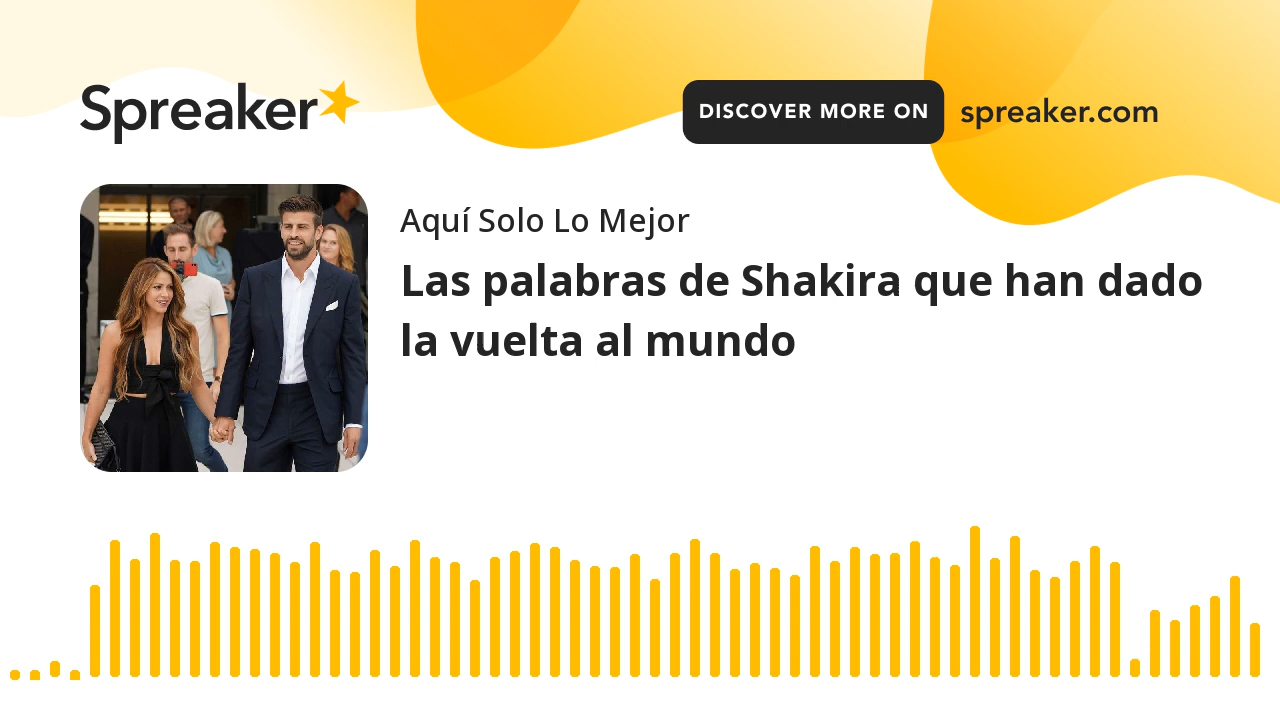 Spreaker
DISCOVER MORE ON spreaker.com
Aquí Solo Lo Mejor
Las palabras de Shakira que han dado
la vuelta al mundo